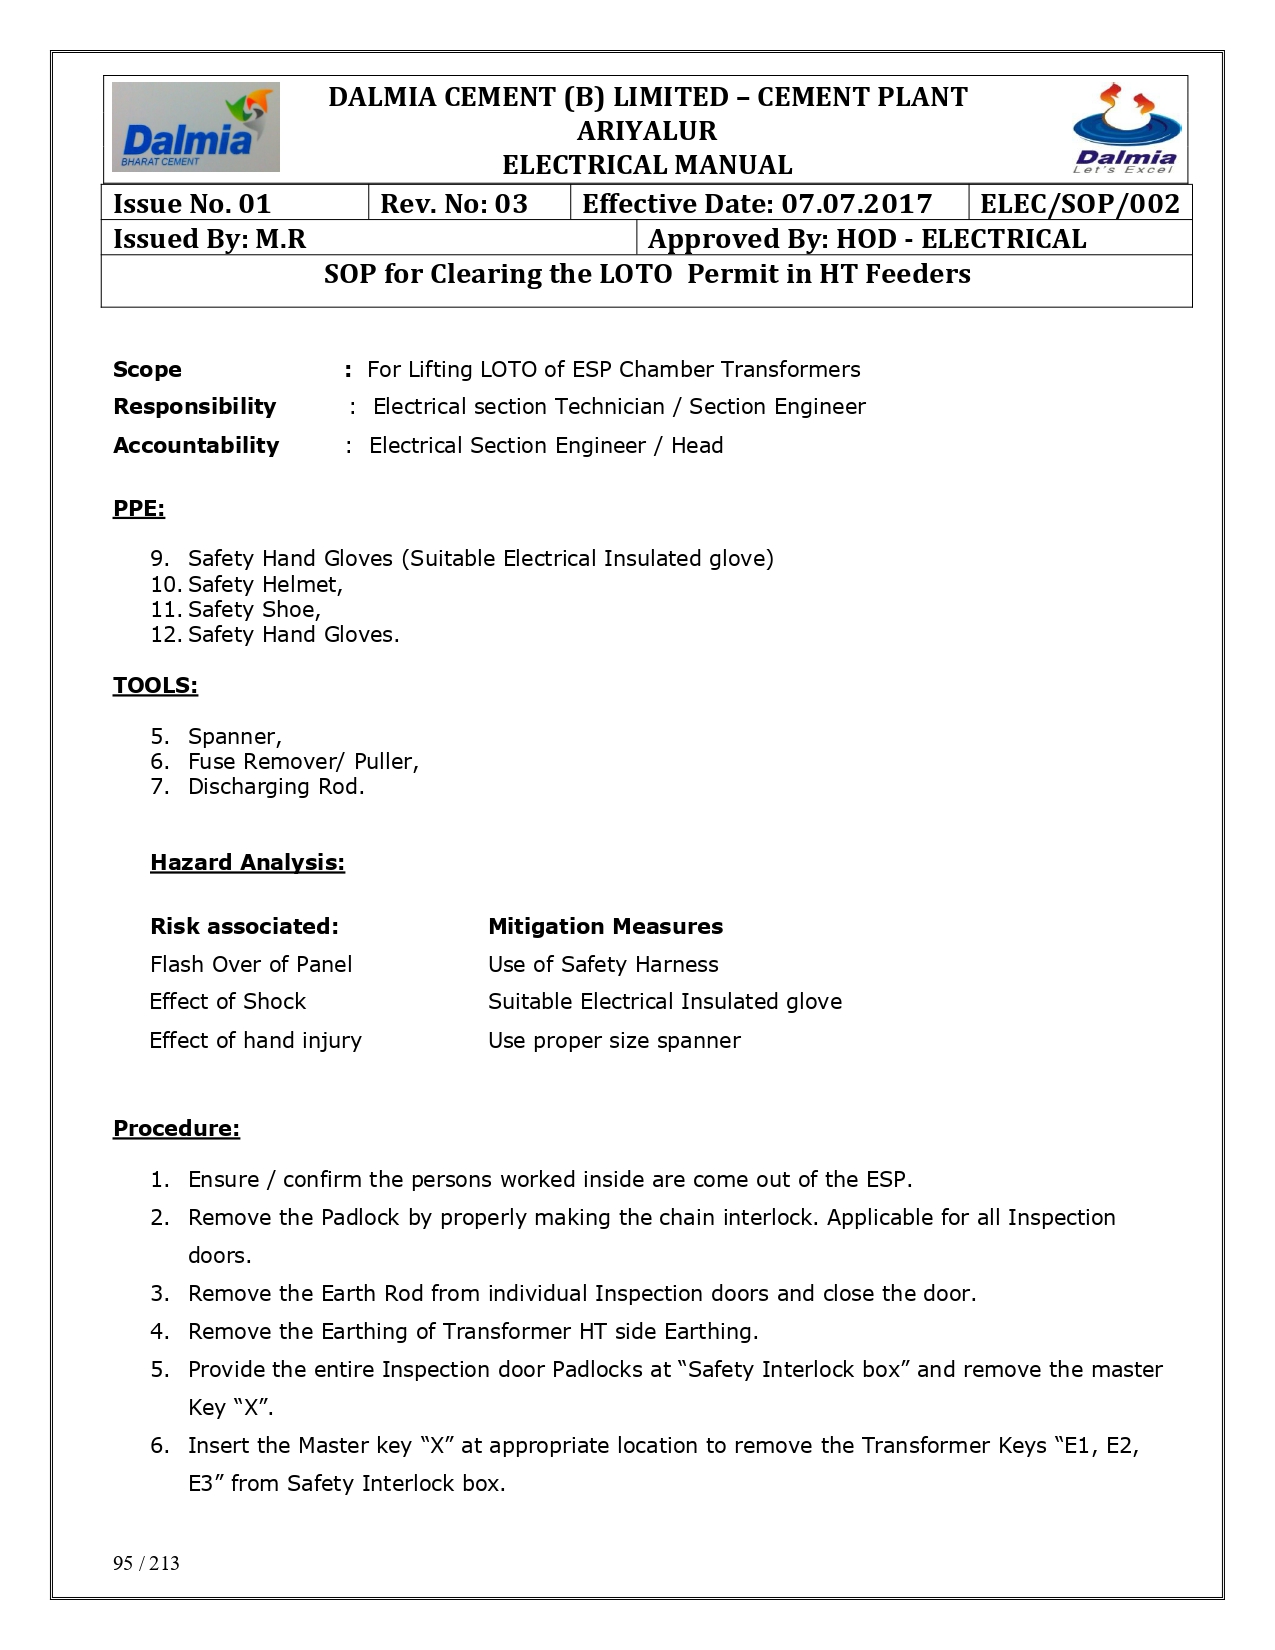 Dalmia
BHARAT CEMENT
DALMIA CEMENT (B) LIMITED – CEMENT PLANT
ARIYALUR
ELECTRICAL MANUAL
Dalmia
Let's Excel
Issue No. 01 Rev. No: 03 Effective Date: 07.07.2017 ELEC/SOP/002
Issued By: M.R Approved By: HOD - ELECTRICAL
SOP for Clearing the LOTO Permit in HT Feeders
Scope : For Lifting LOTO of ESP Chamber Transformers
Responsibility : Electrical section Technician / Section Engineer
Accountability : Electrical Section Engineer / Head
PPE:
9. Safety Hand Gloves (Suitable Electrical Insulated glove)
10. Safety Helmet,
11. Safety Shoe,
12. Safety Hand Gloves.
TOOLS:
5. Spanner,
6. Fuse Remover/ Puller,
7. Discharging Rod.
Hazard Analysis:
Risk associated: Mitigation Measures
Flash Over of Panel Use of Safety Harness
Effect of Shock Suitable Electrical Insulated glove
Effect of hand injury Use proper size spanner
Procedure:
1. Ensure / confirm the persons worked inside are come out of the ESP.
2. Remove the Padlock by properly making the chain interlock. Applicable for all Inspection
doors.
3. Remove the Earth Rod from individual Inspection doors and close the door.
4. Remove the Earthing of Transformer HT side Earthing.
5. Provide the entire Inspection door Padlocks at “Safety Interlock box” and remove the master
Key “X”.
6. Insert the Master key “X” at appropriate location to remove the Transformer Keys “E1, E2,
E3” from Safety Interlock box.
95 / 213